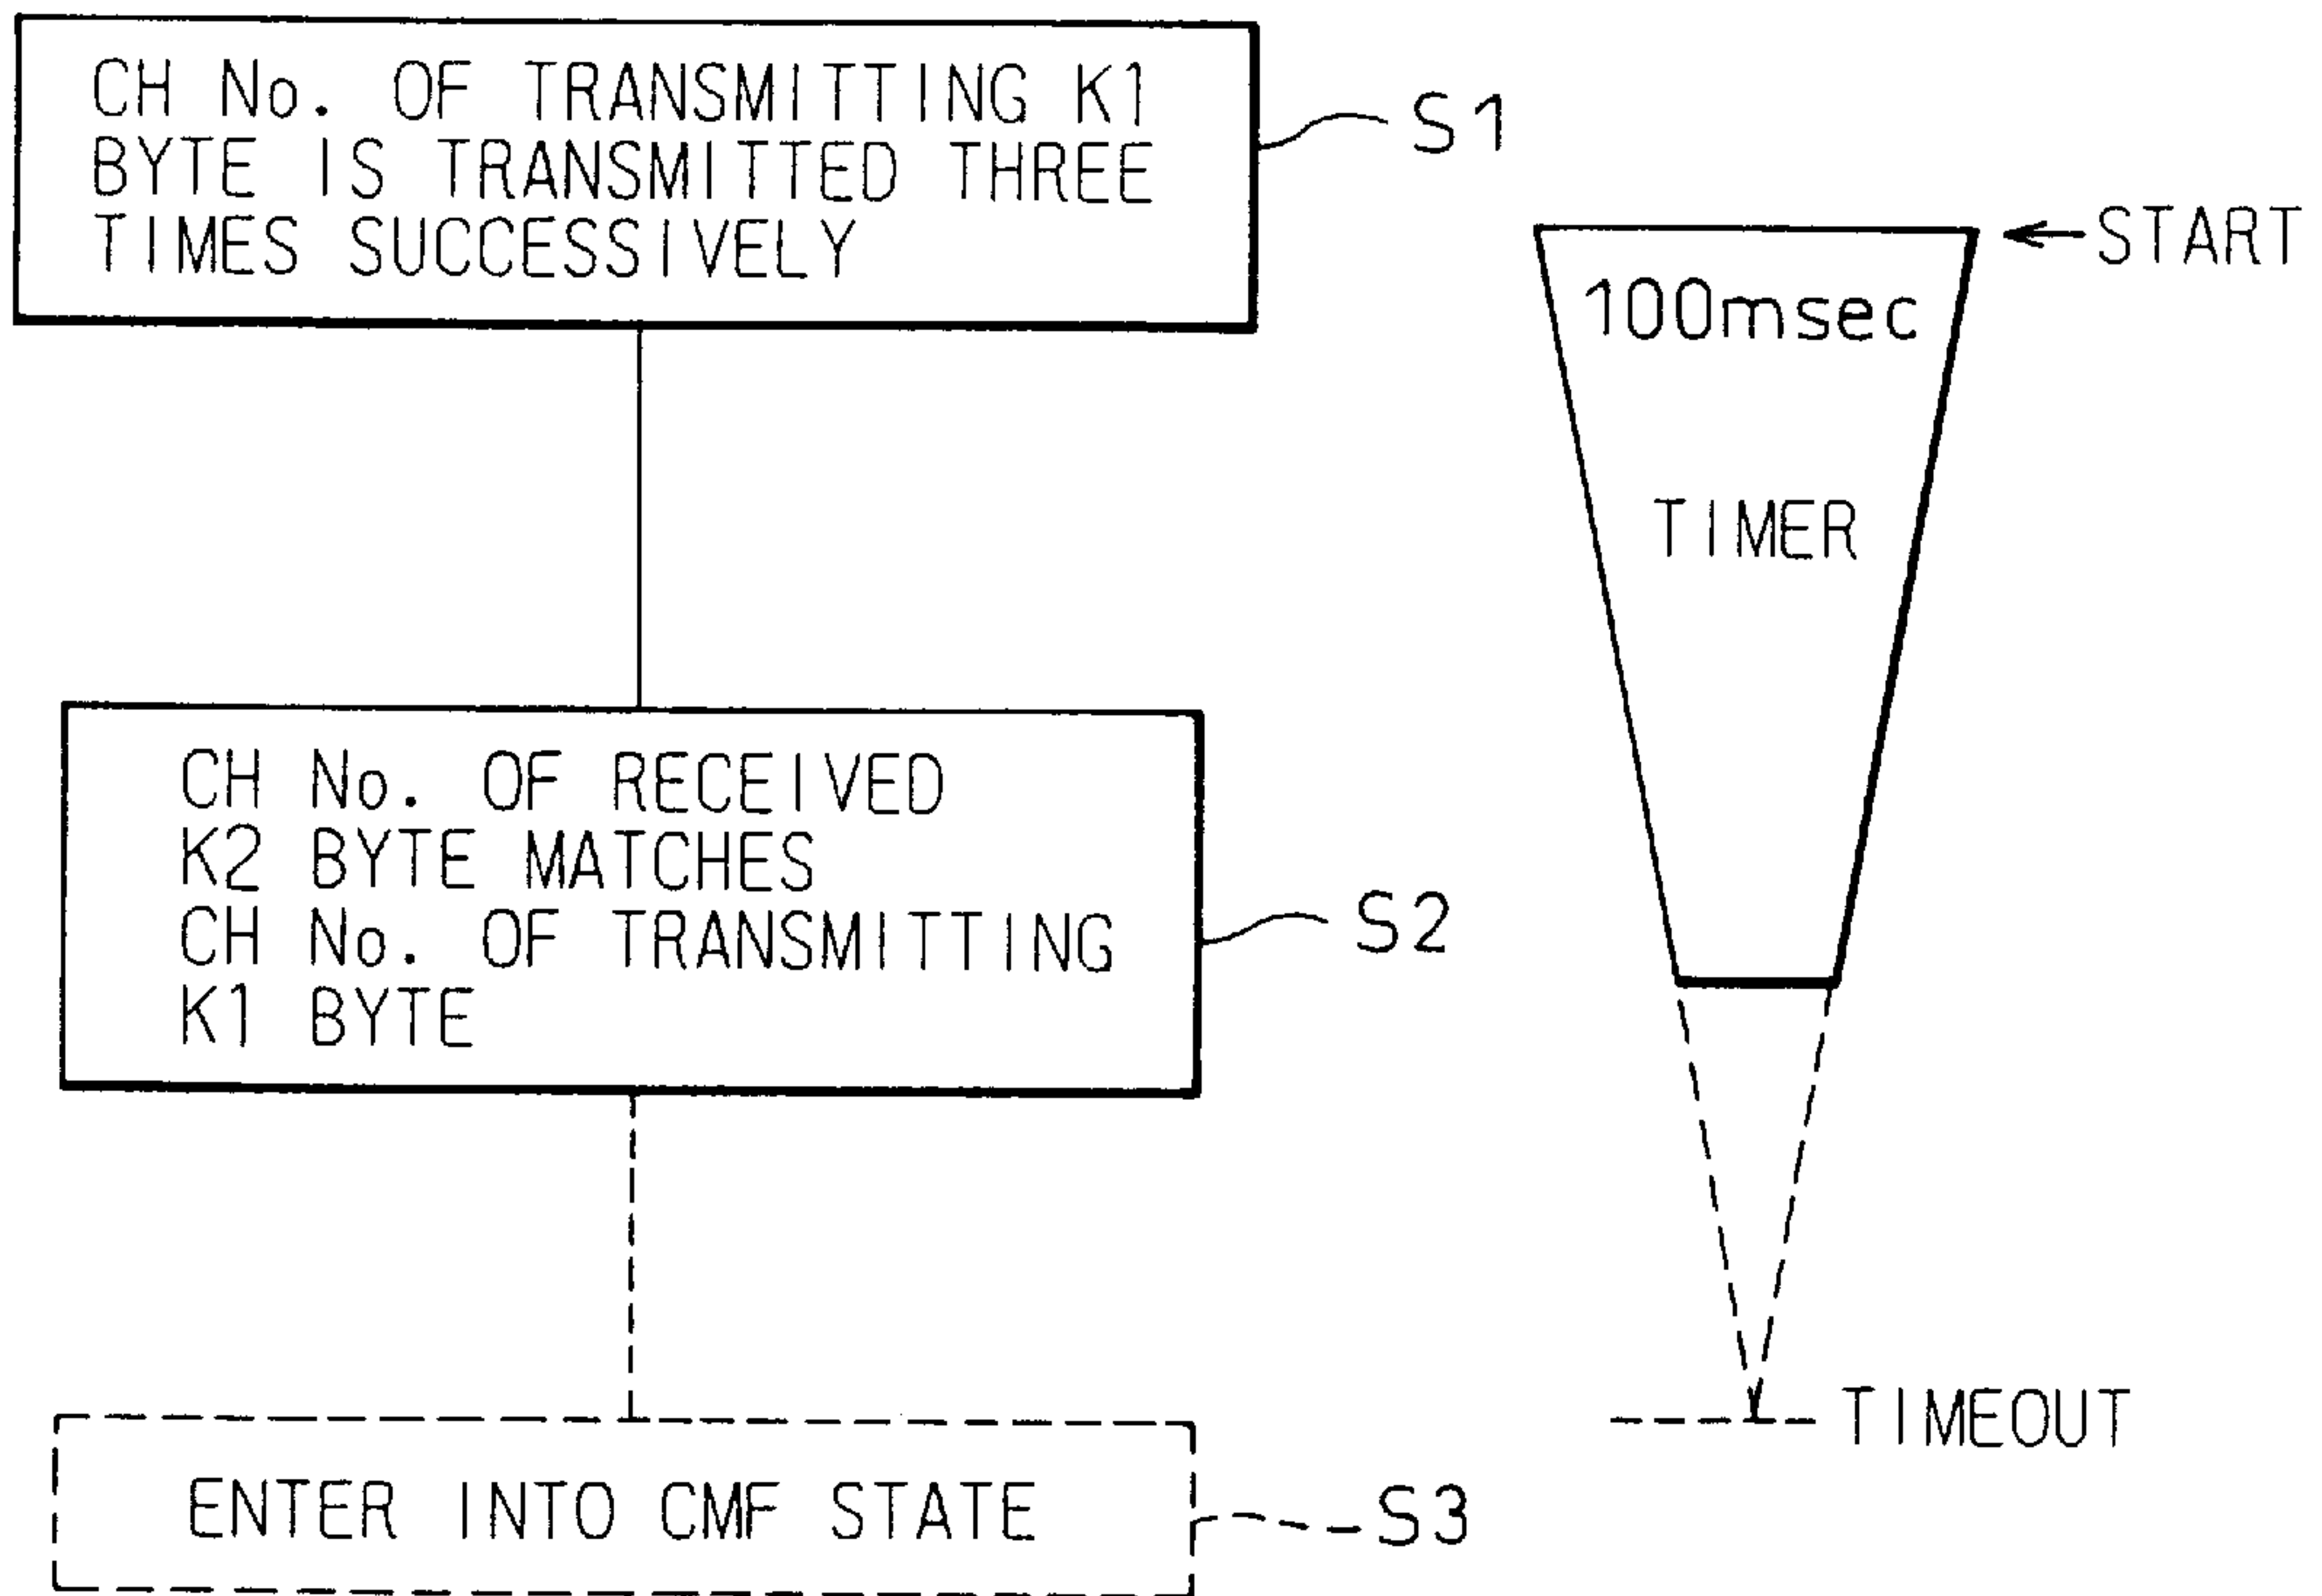 CH No. OF TRANSMITTING K1
BYTE IS TRANSMITTED THREE
TIMES SUCCESSIVELY
S1
START
100msec
TIMER
CH No. OF RECEIVED
K2 BYTE MATCHES
CH No. OF TRANSMITTING
K1 BYTE
S2
TIMEOUT
ENTER INTO CMF STATE
S3